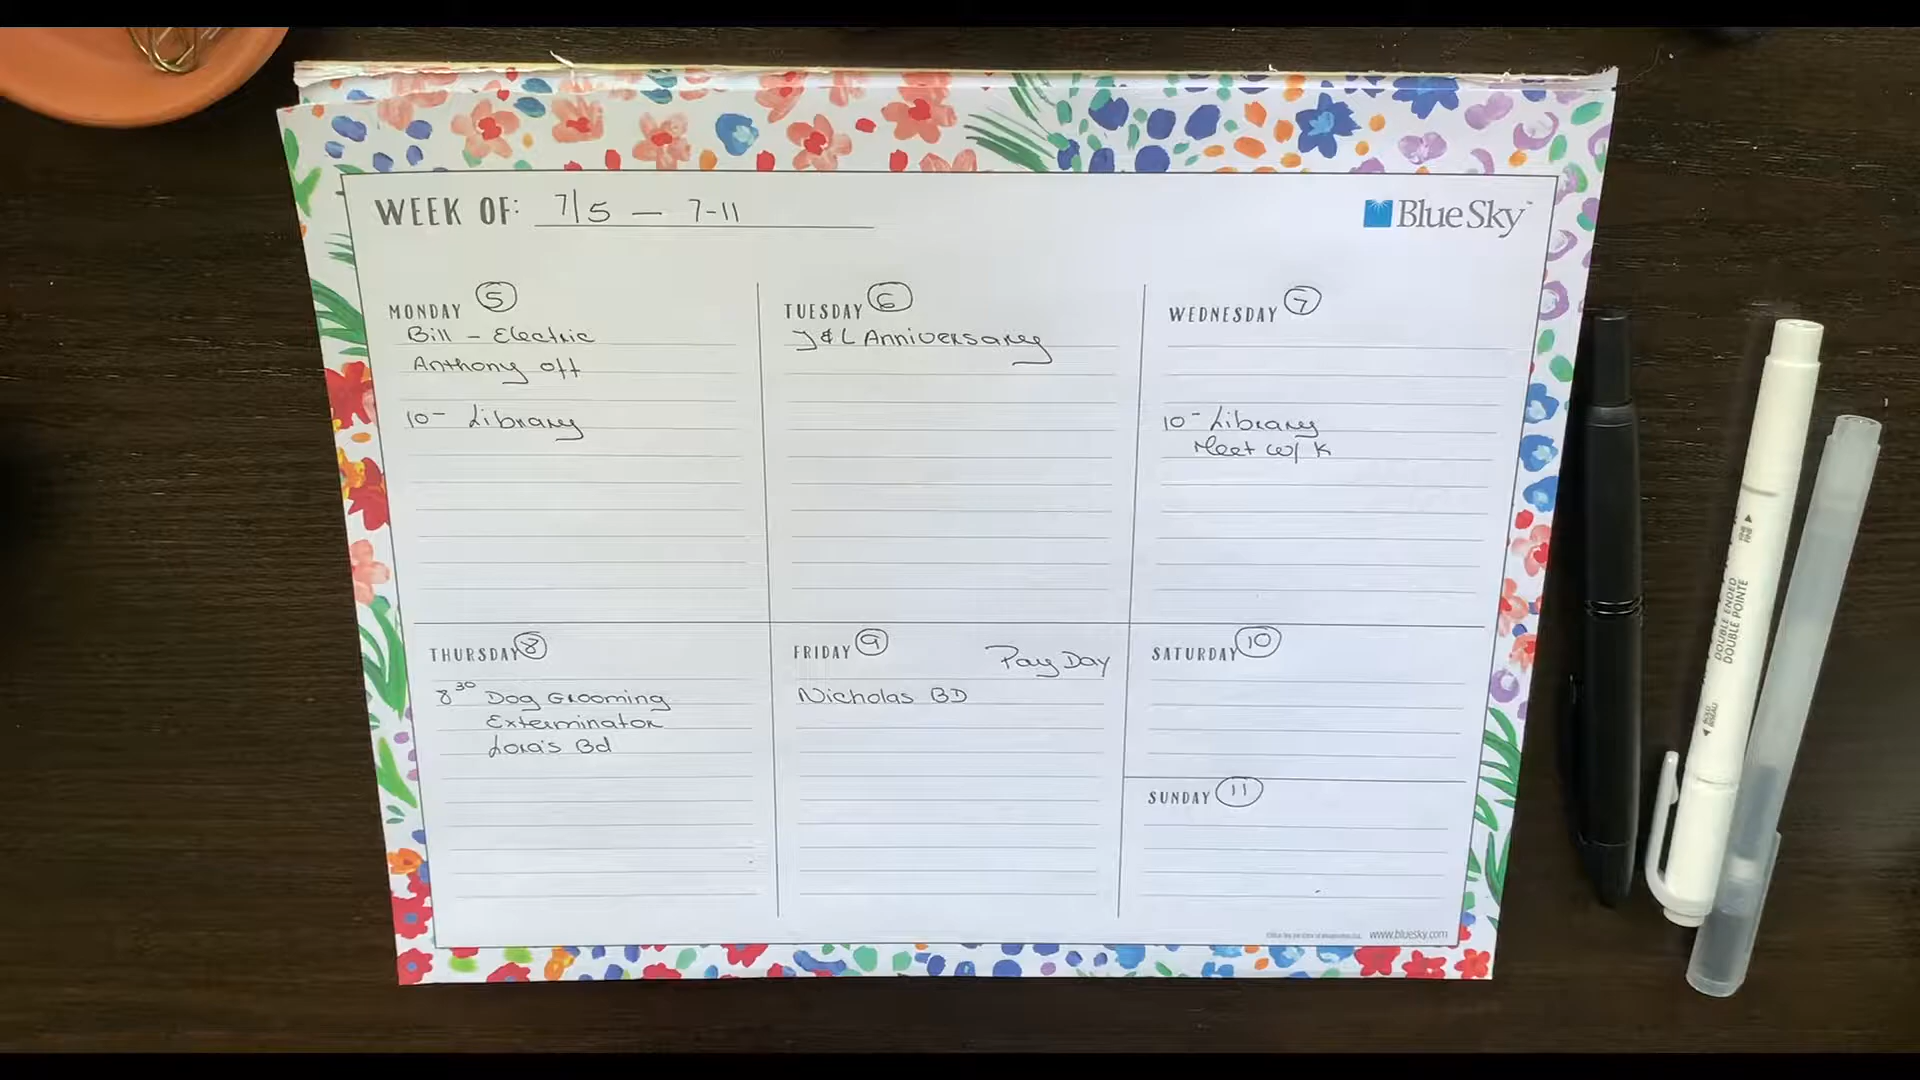 WEEK OF: 7/5 — 7-11
BlueSky
MONDAY 5
Bill - Electric
Anthony off
10- Library
TUESDAY 6
J & L Anniversary
WEDNESDAY 7
10- Library
Meet w/ K
THURSDAY 8
8 30 Dog Grooming
Exterminator
Lora's Bd
FRIDAY 9
Pay Day
Nicholas BD
SATURDAY 10
SUNDAY 11
www.bluesky.com
DOUBLE ENDED
DOUBLE POINTE